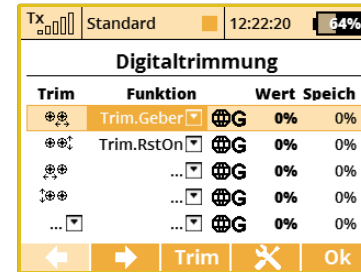 Tx Standard 12:22:20 64%
Digitaltrimmung
Trim Funktion Wert Speich
Trim.Geber G 0% 0%
Trim.RstOn G 0% 0%
... G 0% 0%
... G 0% 0%
... ... G 0% 0%
Trim Ok